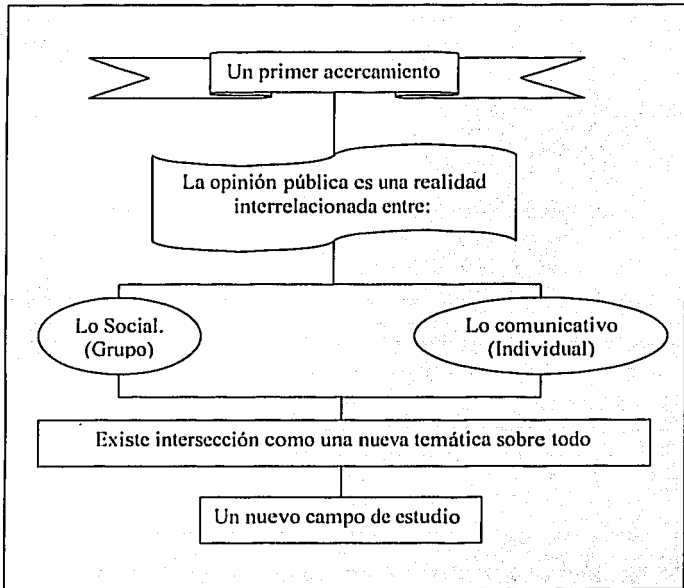 Un primer acercamiento
La opinión pública es una realidad
interrelacionada entre:
Lo Social.
(Grupo)
Lo comunicativo
(Individual)
Existe intersección como una nueva temática sobre todo
Un nuevo campo de estudio